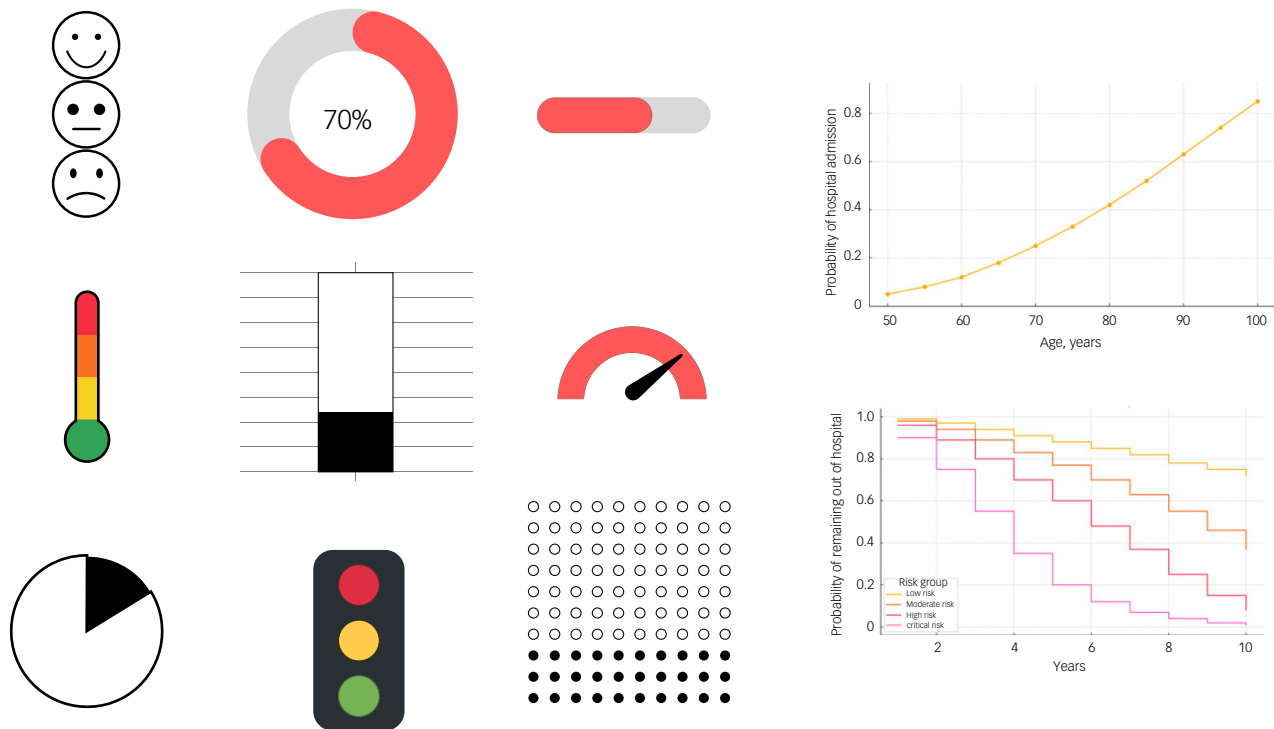 70%
Probability of hospital admission
0.8
0.6
0.4
0.2
0
50 60 70 80 90 100
Age, years
Probability of remaining out of hospital
1.0
0.8
0.6
0.4
0.2
0
Risk group
Low risk
Moderate risk
High risk
critical risk
2 4 6 8 10
Years